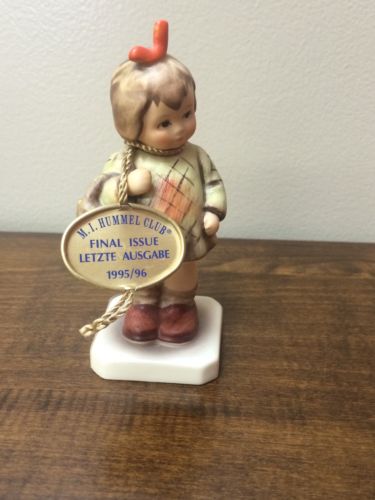 M.I. HUMMEL CLUB®
FINAL ISSUE
LETZTE AUSGABE
1995/96